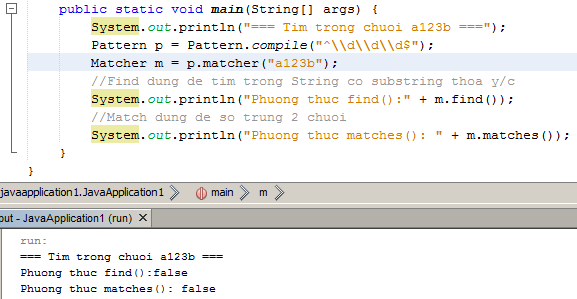 public static void main(String[] args) {
System.out.println("=== Tim trong chuoi a123b ===");
Pattern p = Pattern.compile("^\\d\\d\\d$");
Matcher m = p.matcher("a123b");
//Find dung de tim trong String co substring thoa y/c
System.out.println("Phuong thuc find():" + m.find());
//Match dung de so trung 2 chuoi
System.out.println("Phuong thuc matches(): " + m.matches());
}
}
javaapplication1.JavaApplication1 main m
put - JavaApplication1 (run)
run:
=== Tim trong chuoi a123b ===
Phuong thuc find():false
Phuong thuc matches(): false